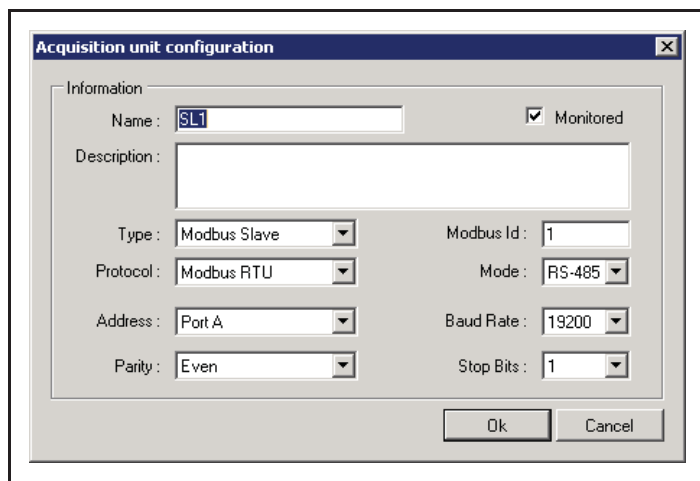 Acquisition unit configuration
Information
Name : SL1 Monitored
Description :
Type : Modbus Slave Modbus Id : 1
Protocol : Modbus RTU Mode : RS-485
Address : Port A Baud Rate : 19200
Parity : Even Stop Bits : 1
Ok Cancel